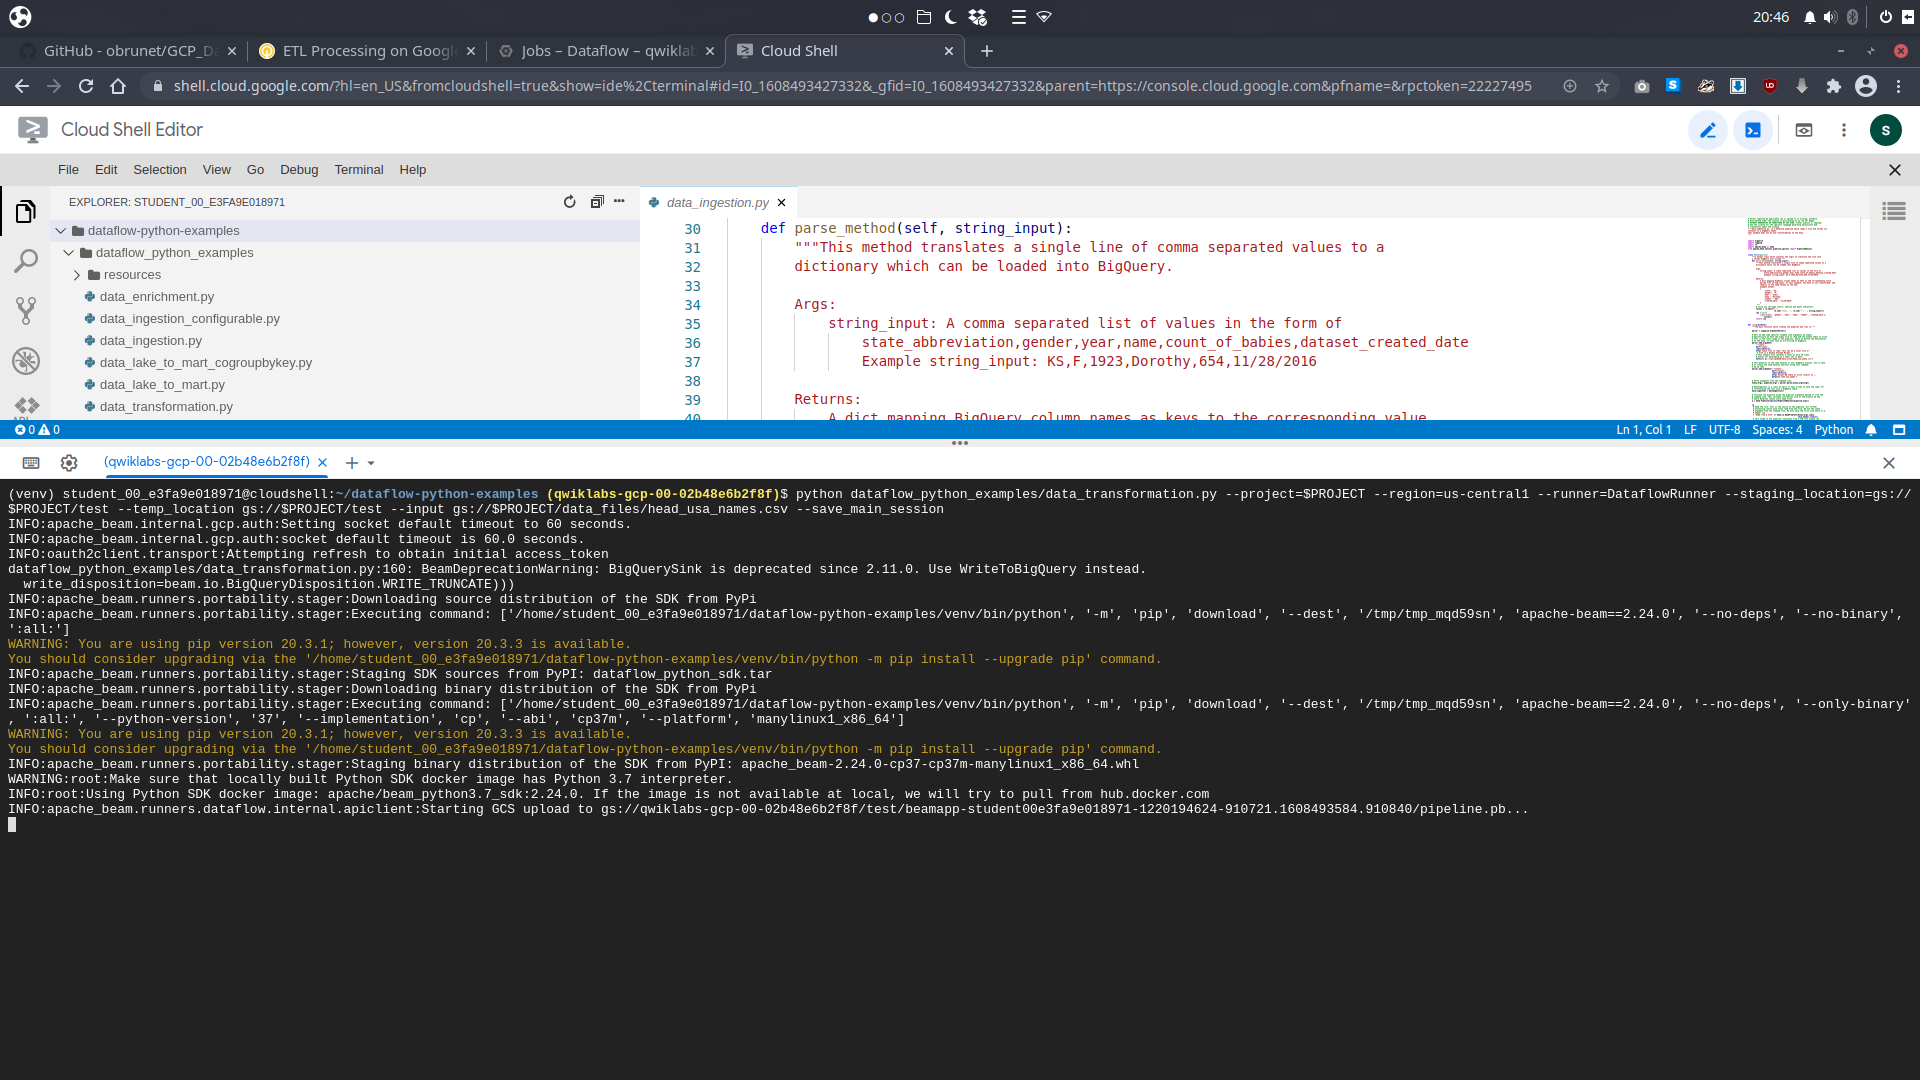 20:46
GitHub - obrunet/GCP_Da
ETL Processing on Google
Jobs – Dataflow – qwiklab
Cloud Shell
shell.cloud.google.com/?hl=en_US&fromcloudshell=true&show=ide%2Cterminal#id=I0_1608493427332&_gfid=I0_1608493427332&parent=https://console.cloud.google.com&pfname=&rpctoken=22227495
Cloud Shell Editor
S
File Edit Selection View Go Debug Terminal Help
EXPLORER: STUDENT_00_E3FA9E018971
data_ingestion.py
dataflow-python-examples
dataflow_python_examples
resources
data_enrichment.py
data_ingestion_configurable.py
data_ingestion.py
data_lake_to_mart_cogroupbykey.py
data_lake_to_mart.py
data_transformation.py
30 def parse_method(self, string_input):
31 """This method translates a single line of comma separated values to a
32 dictionary which can be loaded into BigQuery.
33
34 Args:
35 string_input: A comma separated list of values in the form of
36 state_abbreviation,gender,year,name,count_of_babies,dataset_created_date
37 Example string_input: KS,F,1923,Dorothy,654,11/28/2016
38
39 Returns:
40 A dict mapping BigQuery column names as keys to the corresponding value
0 0
Ln 1, Col 1 LF UTF-8 Spaces: 4 Python
(qwiklabs-gcp-00-02b48e6b2f8f)
(venv) student_00_e3fa9e018971@cloudshell:~/dataflow-python-examples (qwiklabs-gcp-00-02b48e6b2f8f)$ python dataflow_python_examples/data_transformation.py --project=$PROJECT --region=us-central1 --runner=DataflowRunner --staging_location=gs://
$PROJECT/test --temp_location gs://$PROJECT/test --input gs://$PROJECT/data_files/head_usa_names.csv --save_main_session
INFO:apache_beam.internal.gcp.auth:Setting socket default timeout to 60 seconds.
INFO:apache_beam.internal.gcp.auth:socket default timeout is 60.0 seconds.
INFO:oauth2client.transport:Attempting refresh to obtain initial access_token
dataflow_python_examples/data_transformation.py:160: BeamDeprecationWarning: BigQuerySink is deprecated since 2.11.0. Use WriteToBigQuery instead.
write_disposition=beam.io.BigQueryDisposition.WRITE_TRUNCATE)))
INFO:apache_beam.runners.portability.stager:Downloading source distribution of the SDK from PyPi
INFO:apache_beam.runners.portability.stager:Executing command: ['/home/student_00_e3fa9e018971/dataflow-python-examples/venv/bin/python', '-m', 'pip', 'download', '--dest', '/tmp/tmp_mqd59sn', 'apache-beam==2.24.0', '--no-deps', '--no-binary',
':all:']
WARNING: You are using pip version 20.3.1; however, version 20.3.3 is available.
You should consider upgrading via the '/home/student_00_e3fa9e018971/dataflow-python-examples/venv/bin/python -m pip install --upgrade pip' command.
INFO:apache_beam.runners.portability.stager:Staging SDK sources from PyPI: dataflow_python_sdk.tar
INFO:apache_beam.runners.portability.stager:Downloading binary distribution of the SDK from PyPi
INFO:apache_beam.runners.portability.stager:Executing command: ['/home/student_00_e3fa9e018971/dataflow-python-examples/venv/bin/python', '-m', 'pip', 'download', '--dest', '/tmp/tmp_mqd59sn', 'apache-beam==2.24.0', '--no-deps', '--only-binary'
, ':all:', '--python-version', '37', '--implementation', 'cp', '--abi', 'cp37m', '--platform', 'manylinux1_x86_64']
WARNING: You are using pip version 20.3.1; however, version 20.3.3 is available.
You should consider upgrading via the '/home/student_00_e3fa9e018971/dataflow-python-examples/venv/bin/python -m pip install --upgrade pip' command.
INFO:apache_beam.runners.portability.stager:Staging binary distribution of the SDK from PyPI: apache_beam-2.24.0-cp37-cp37m-manylinux1_x86_64.whl
WARNING:root:Make sure that locally built Python SDK docker image has Python 3.7 interpreter.
INFO:root:Using Python SDK docker image: apache/beam_python3.7_sdk:2.24.0. If the image is not available at local, we will try to pull from hub.docker.com
INFO:apache_beam.runners.dataflow.internal.apiclient:Starting GCS upload to gs://qwiklabs-gcp-00-02b48e6b2f8f/test/beamapp-student00e3fa9e018971-1220194624-910721.1608493584.910840/pipeline.pb...